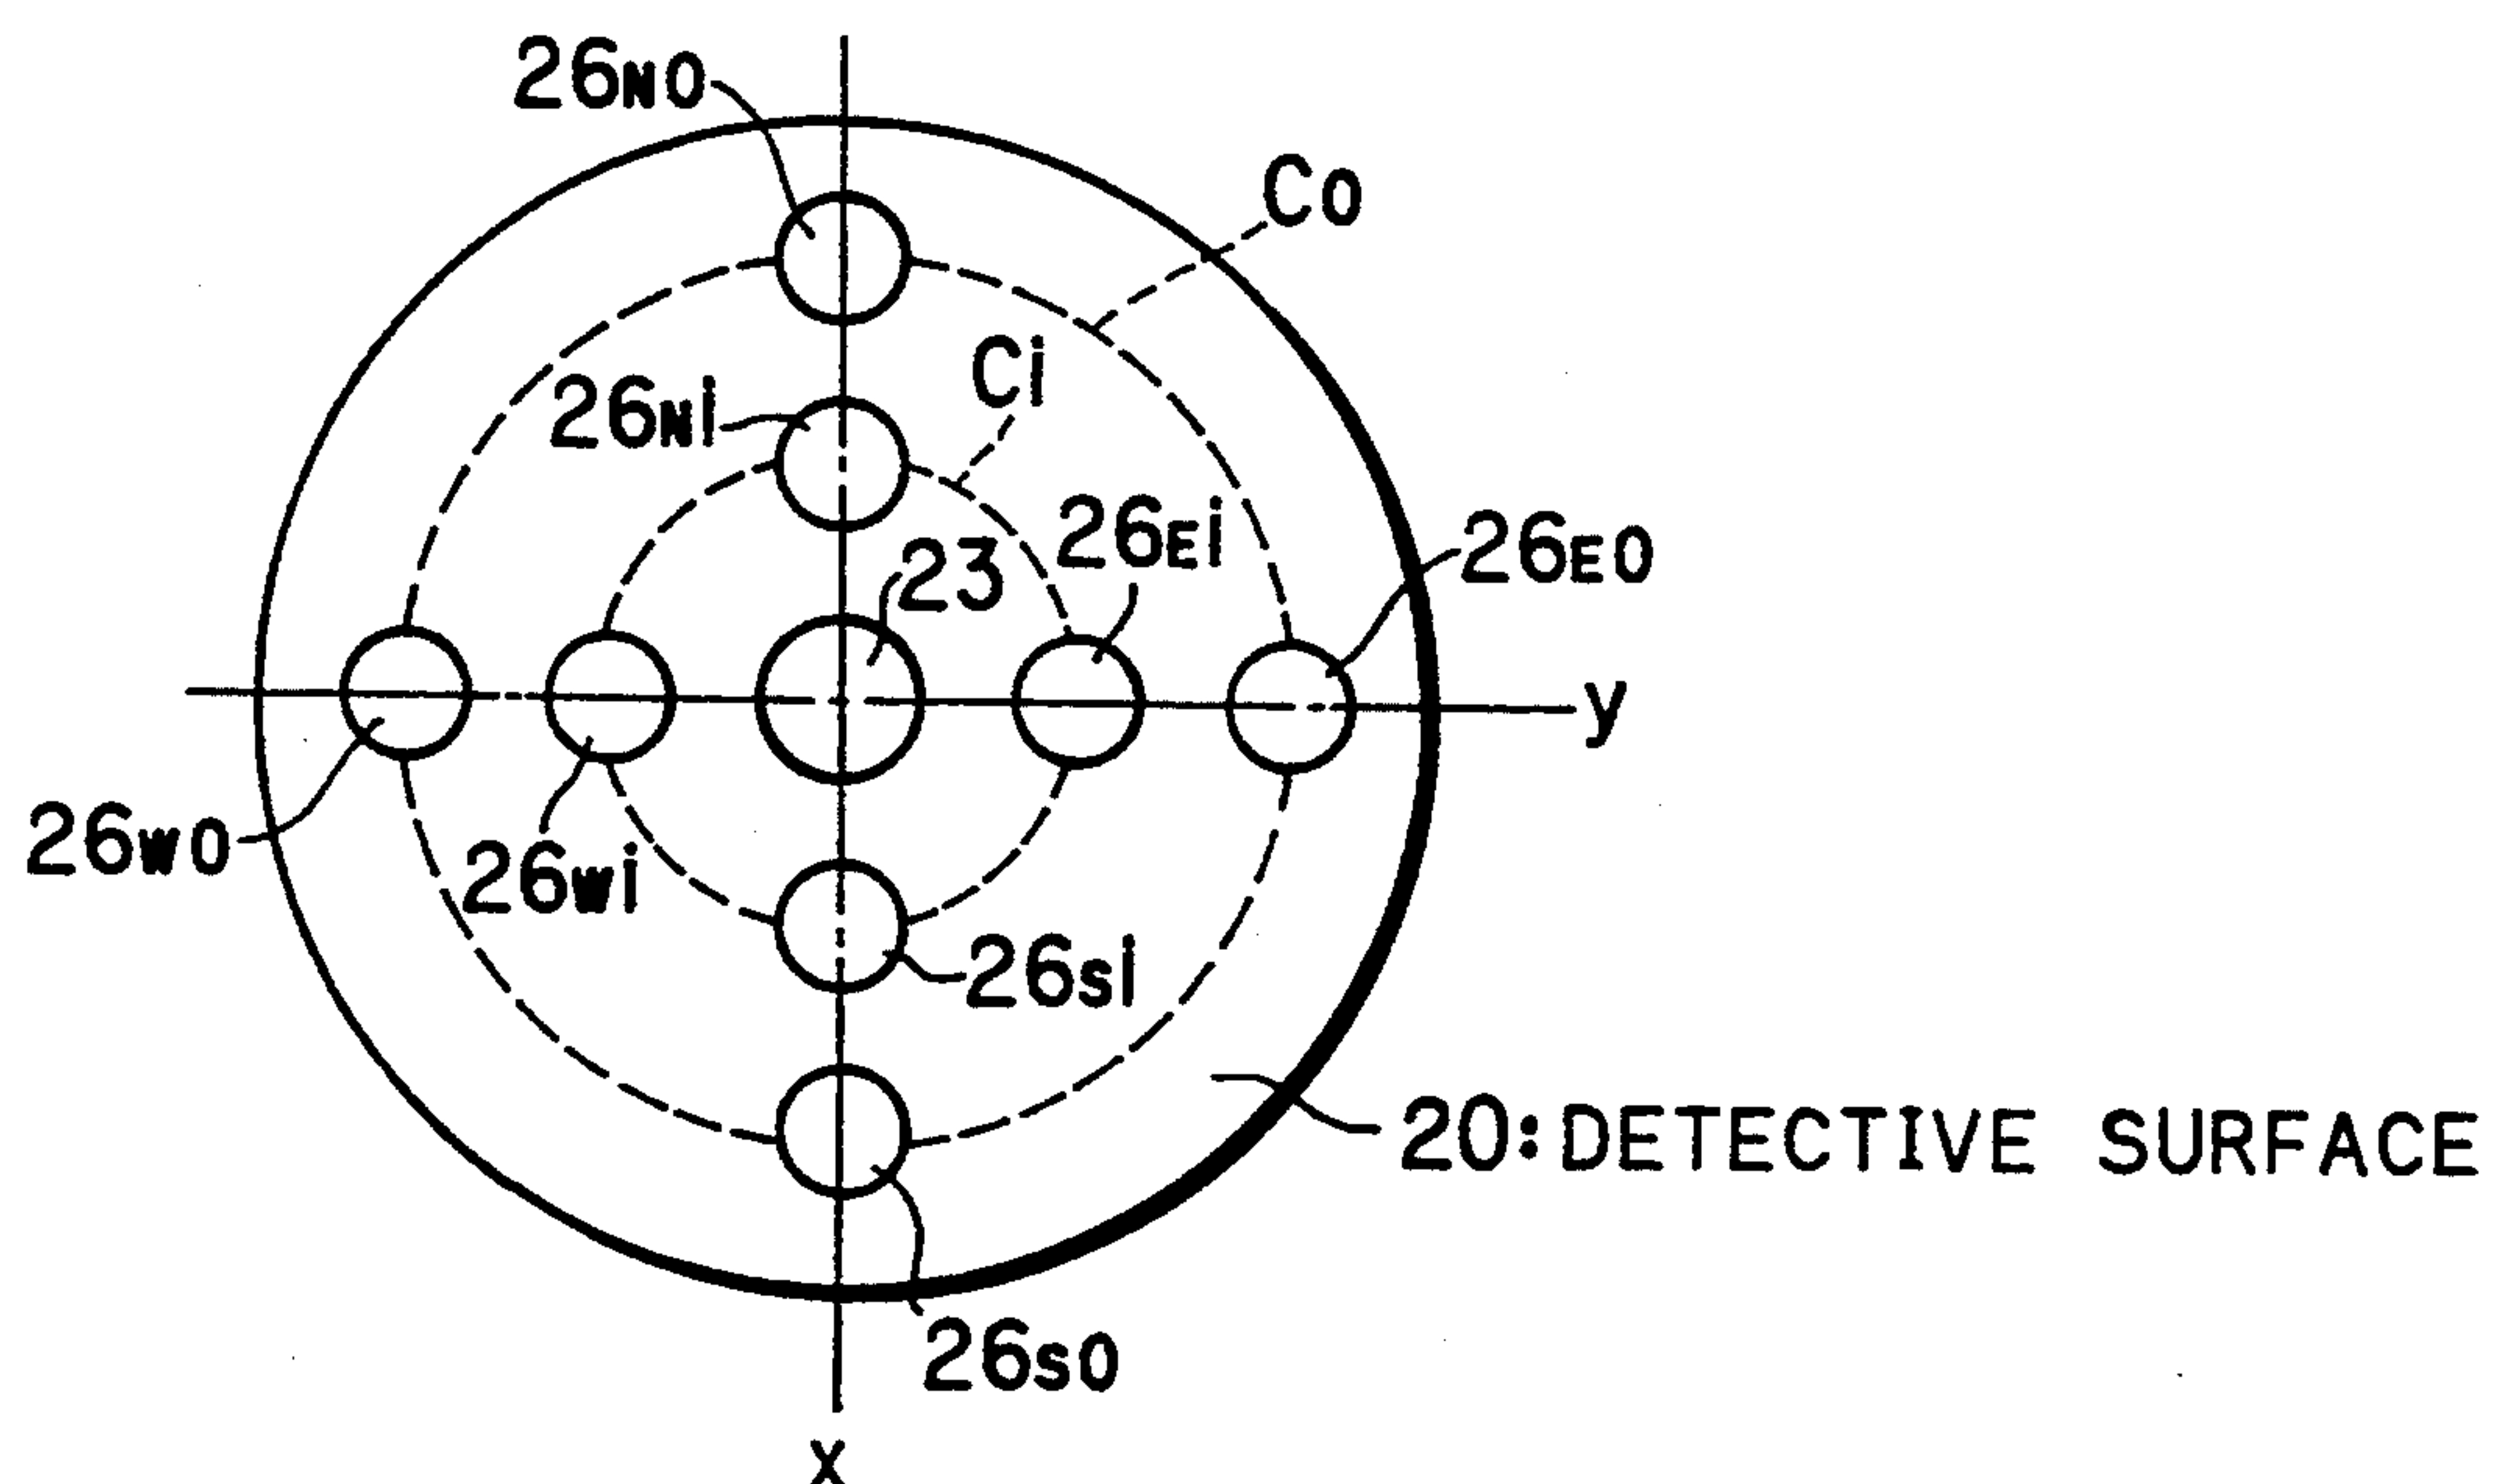 26NO
Co
Ci
26Ni
26Ei
26EO
23
y
26WO
26Wi
26Si
20:DETECTIVE SURFACE
26SO
X